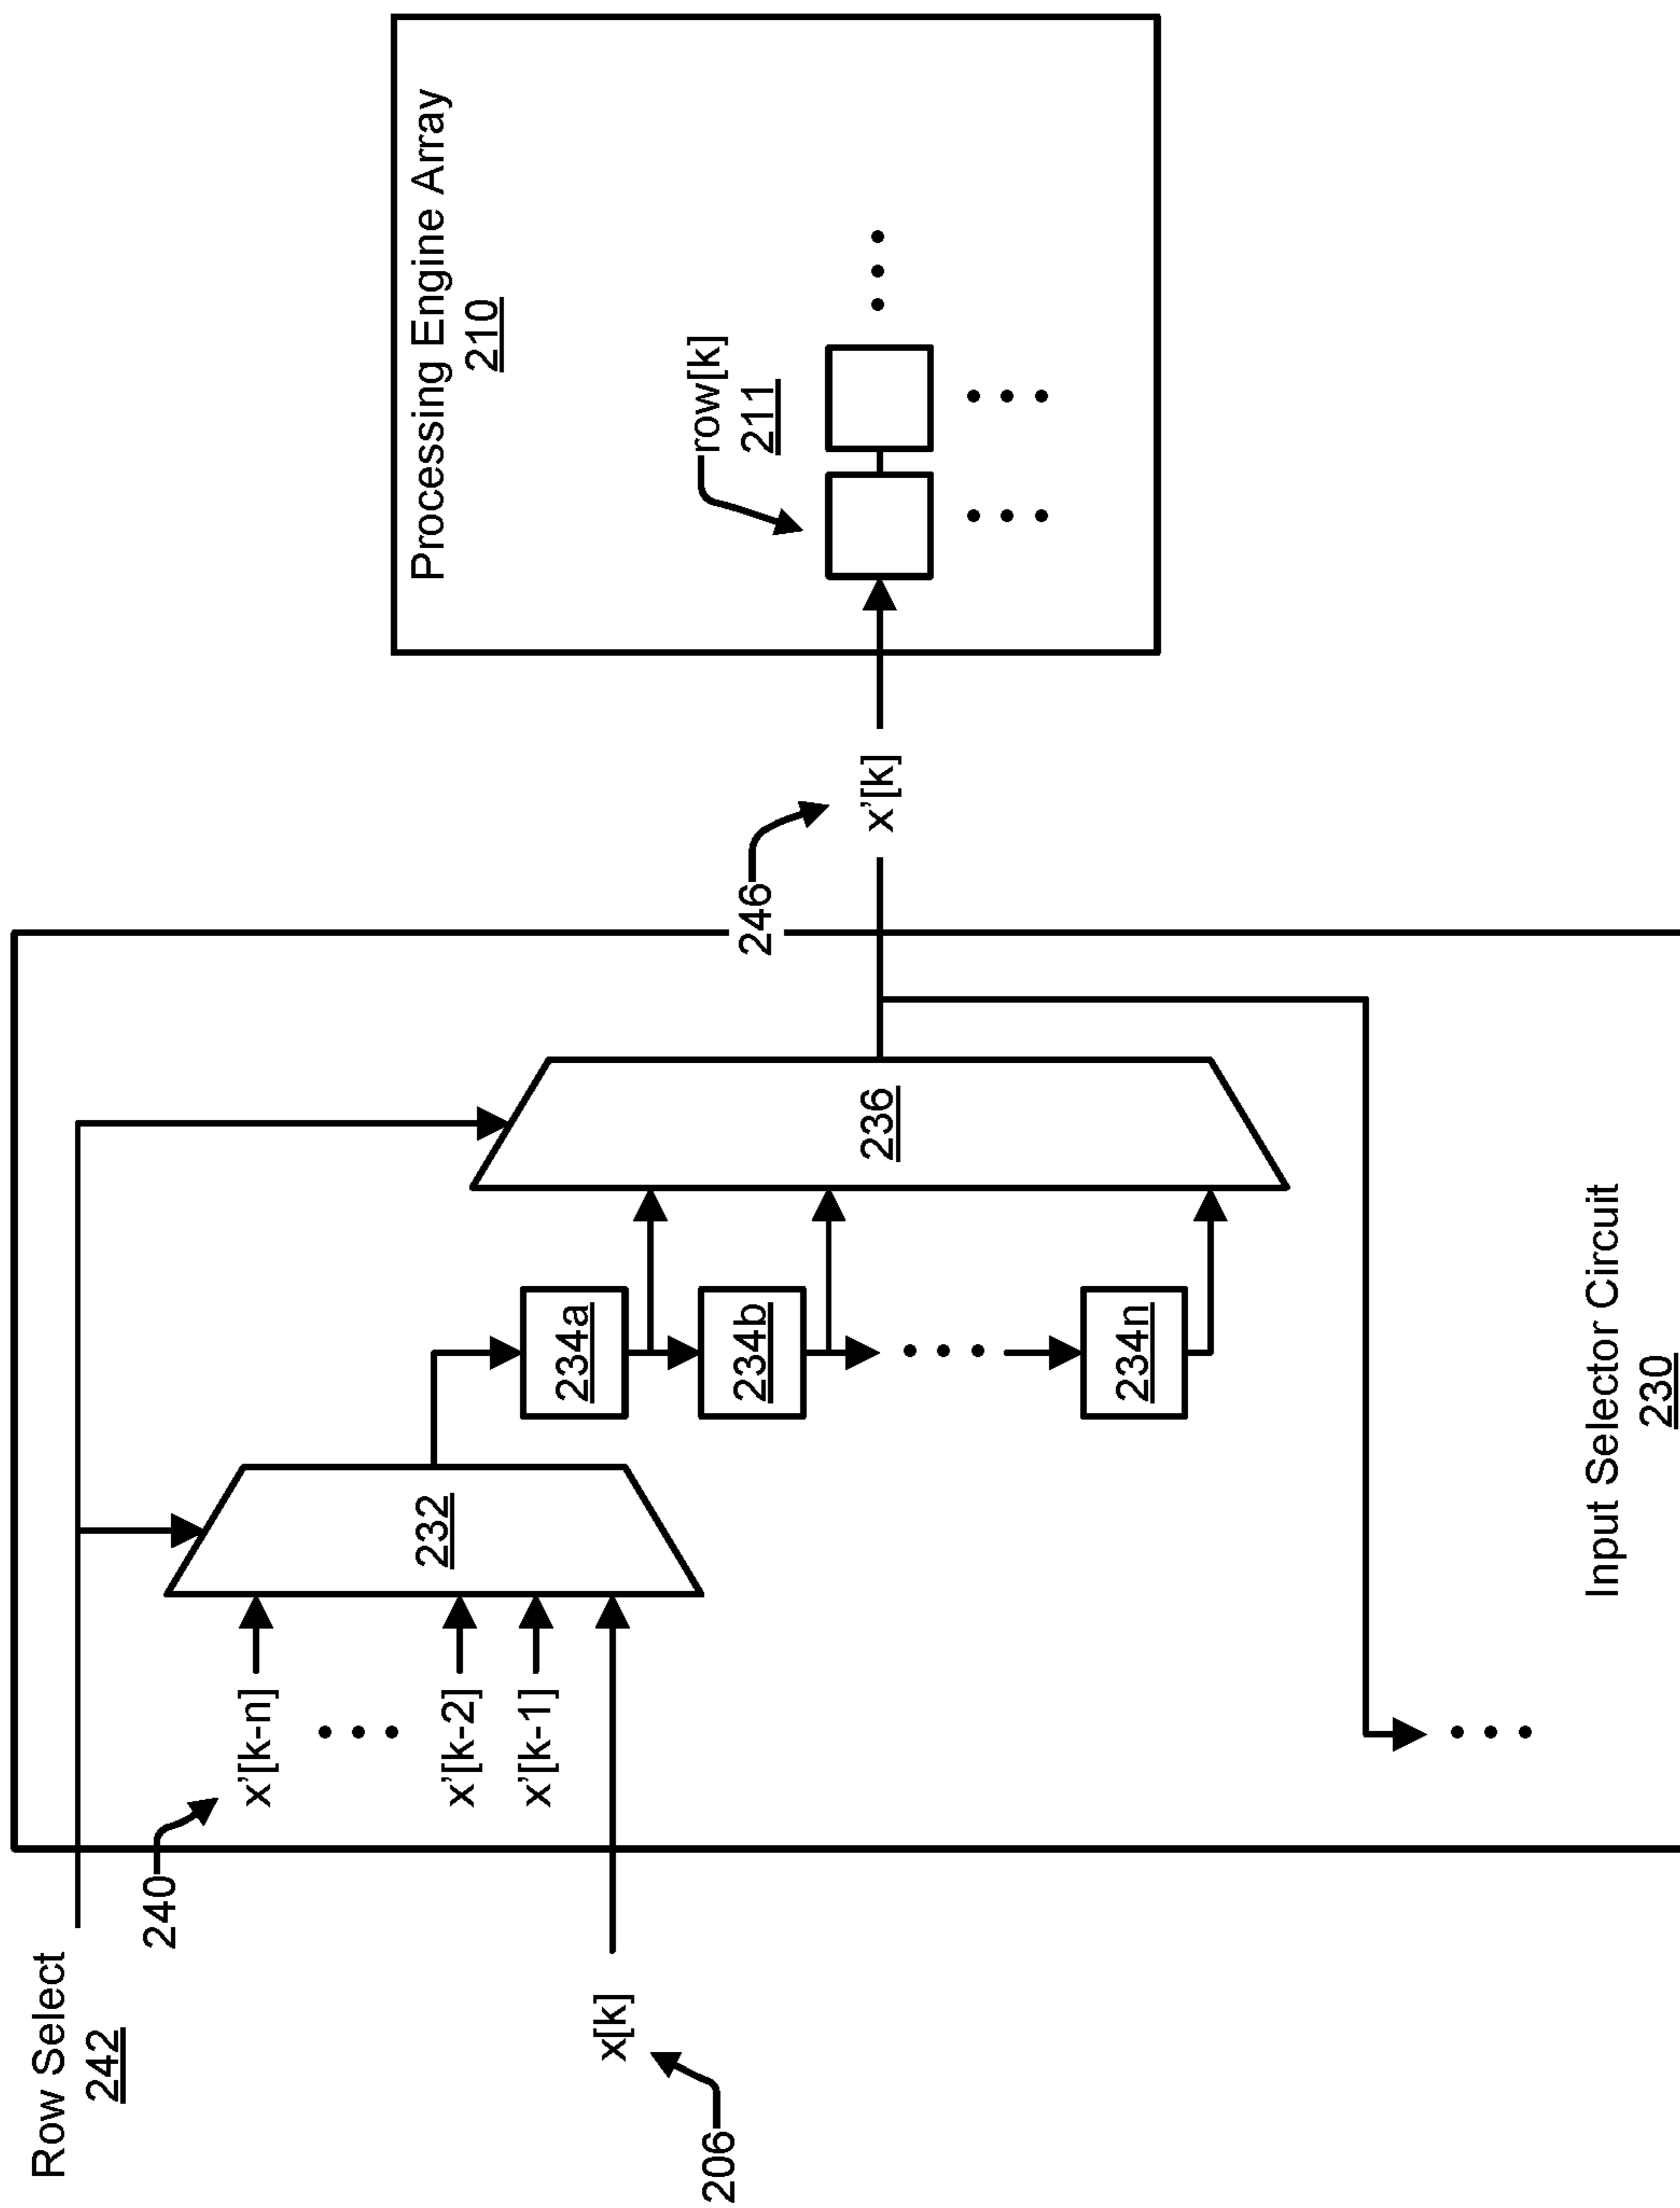 Row Select
242
240
x'[k-n]
x'[k-2]
x'[k-1]
x[k]
206
232
234a
234b
234n
236
Input Selector Circuit
230
246
x'[k]
Processing Engine Array
210
row[k]
211